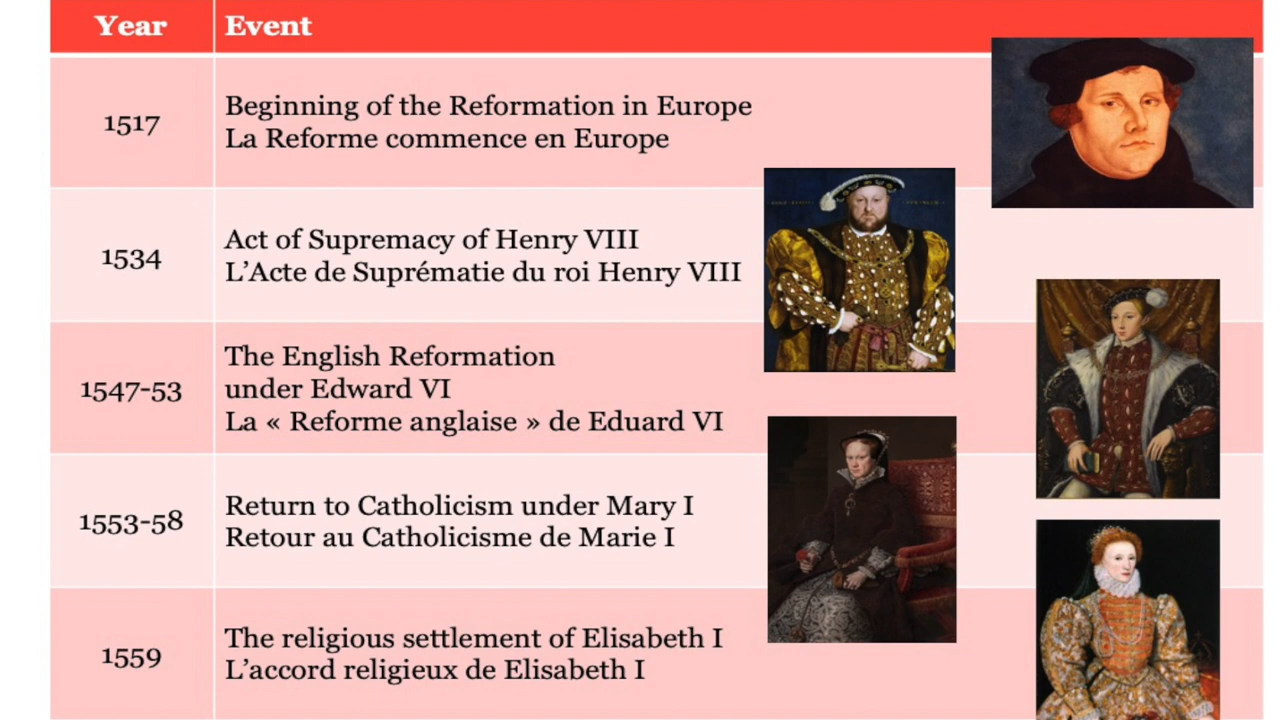 Year Event
1517
Beginning of the Reformation in Europe
La Reforme commence en Europe
1534
Act of Supremacy of Henry VIII
L’Acte de Suprématie du roi Henry VIII
1547-53
The English Reformation
under Edward VI
La « Reforme anglaise » de Eduard VI
1553-58
Return to Catholicism under Mary I
Retour au Catholicisme de Marie I
1559
The religious settlement of Elisabeth I
L’accord religieux de Elisabeth I